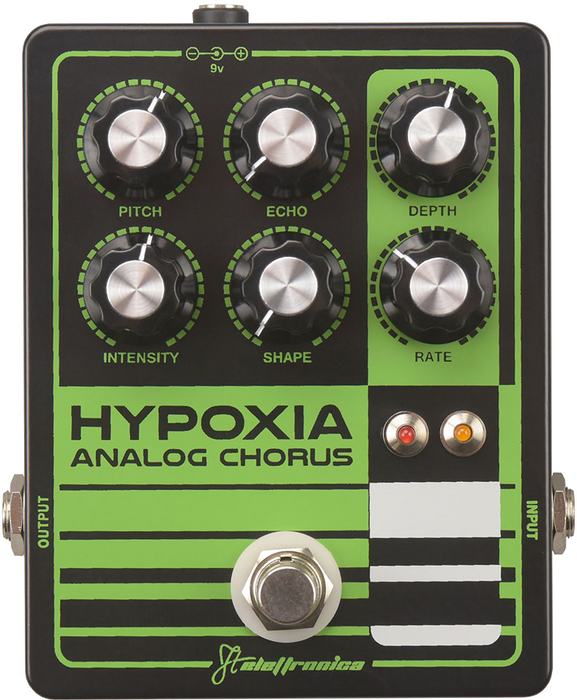 9v
PITCH ECHO DEPTH
INTENSITY SHAPE RATE
HYPOXIA
ANALOG CHORUS
OUTPUT
INPUT
elettronica